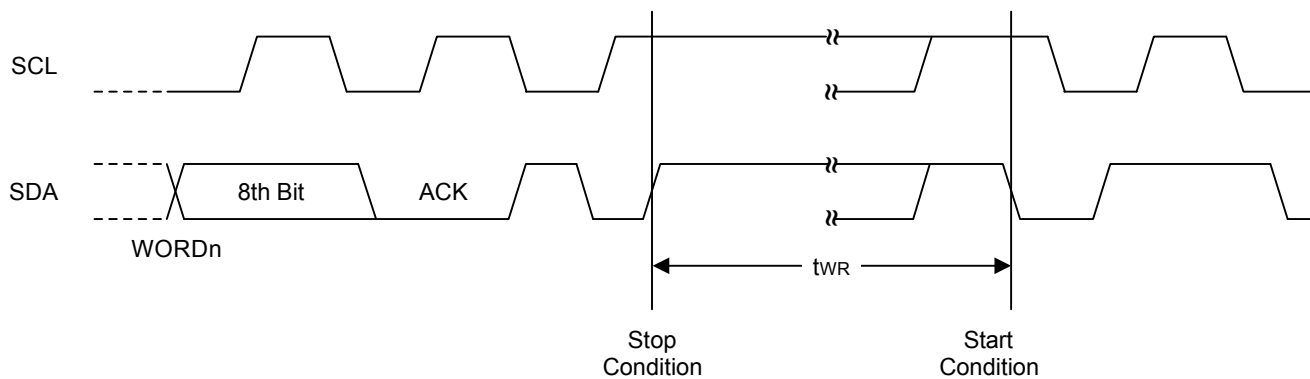 SCL
SDA
8th Bit
ACK
WORDn
tWR
Stop
Condition
Start
Condition